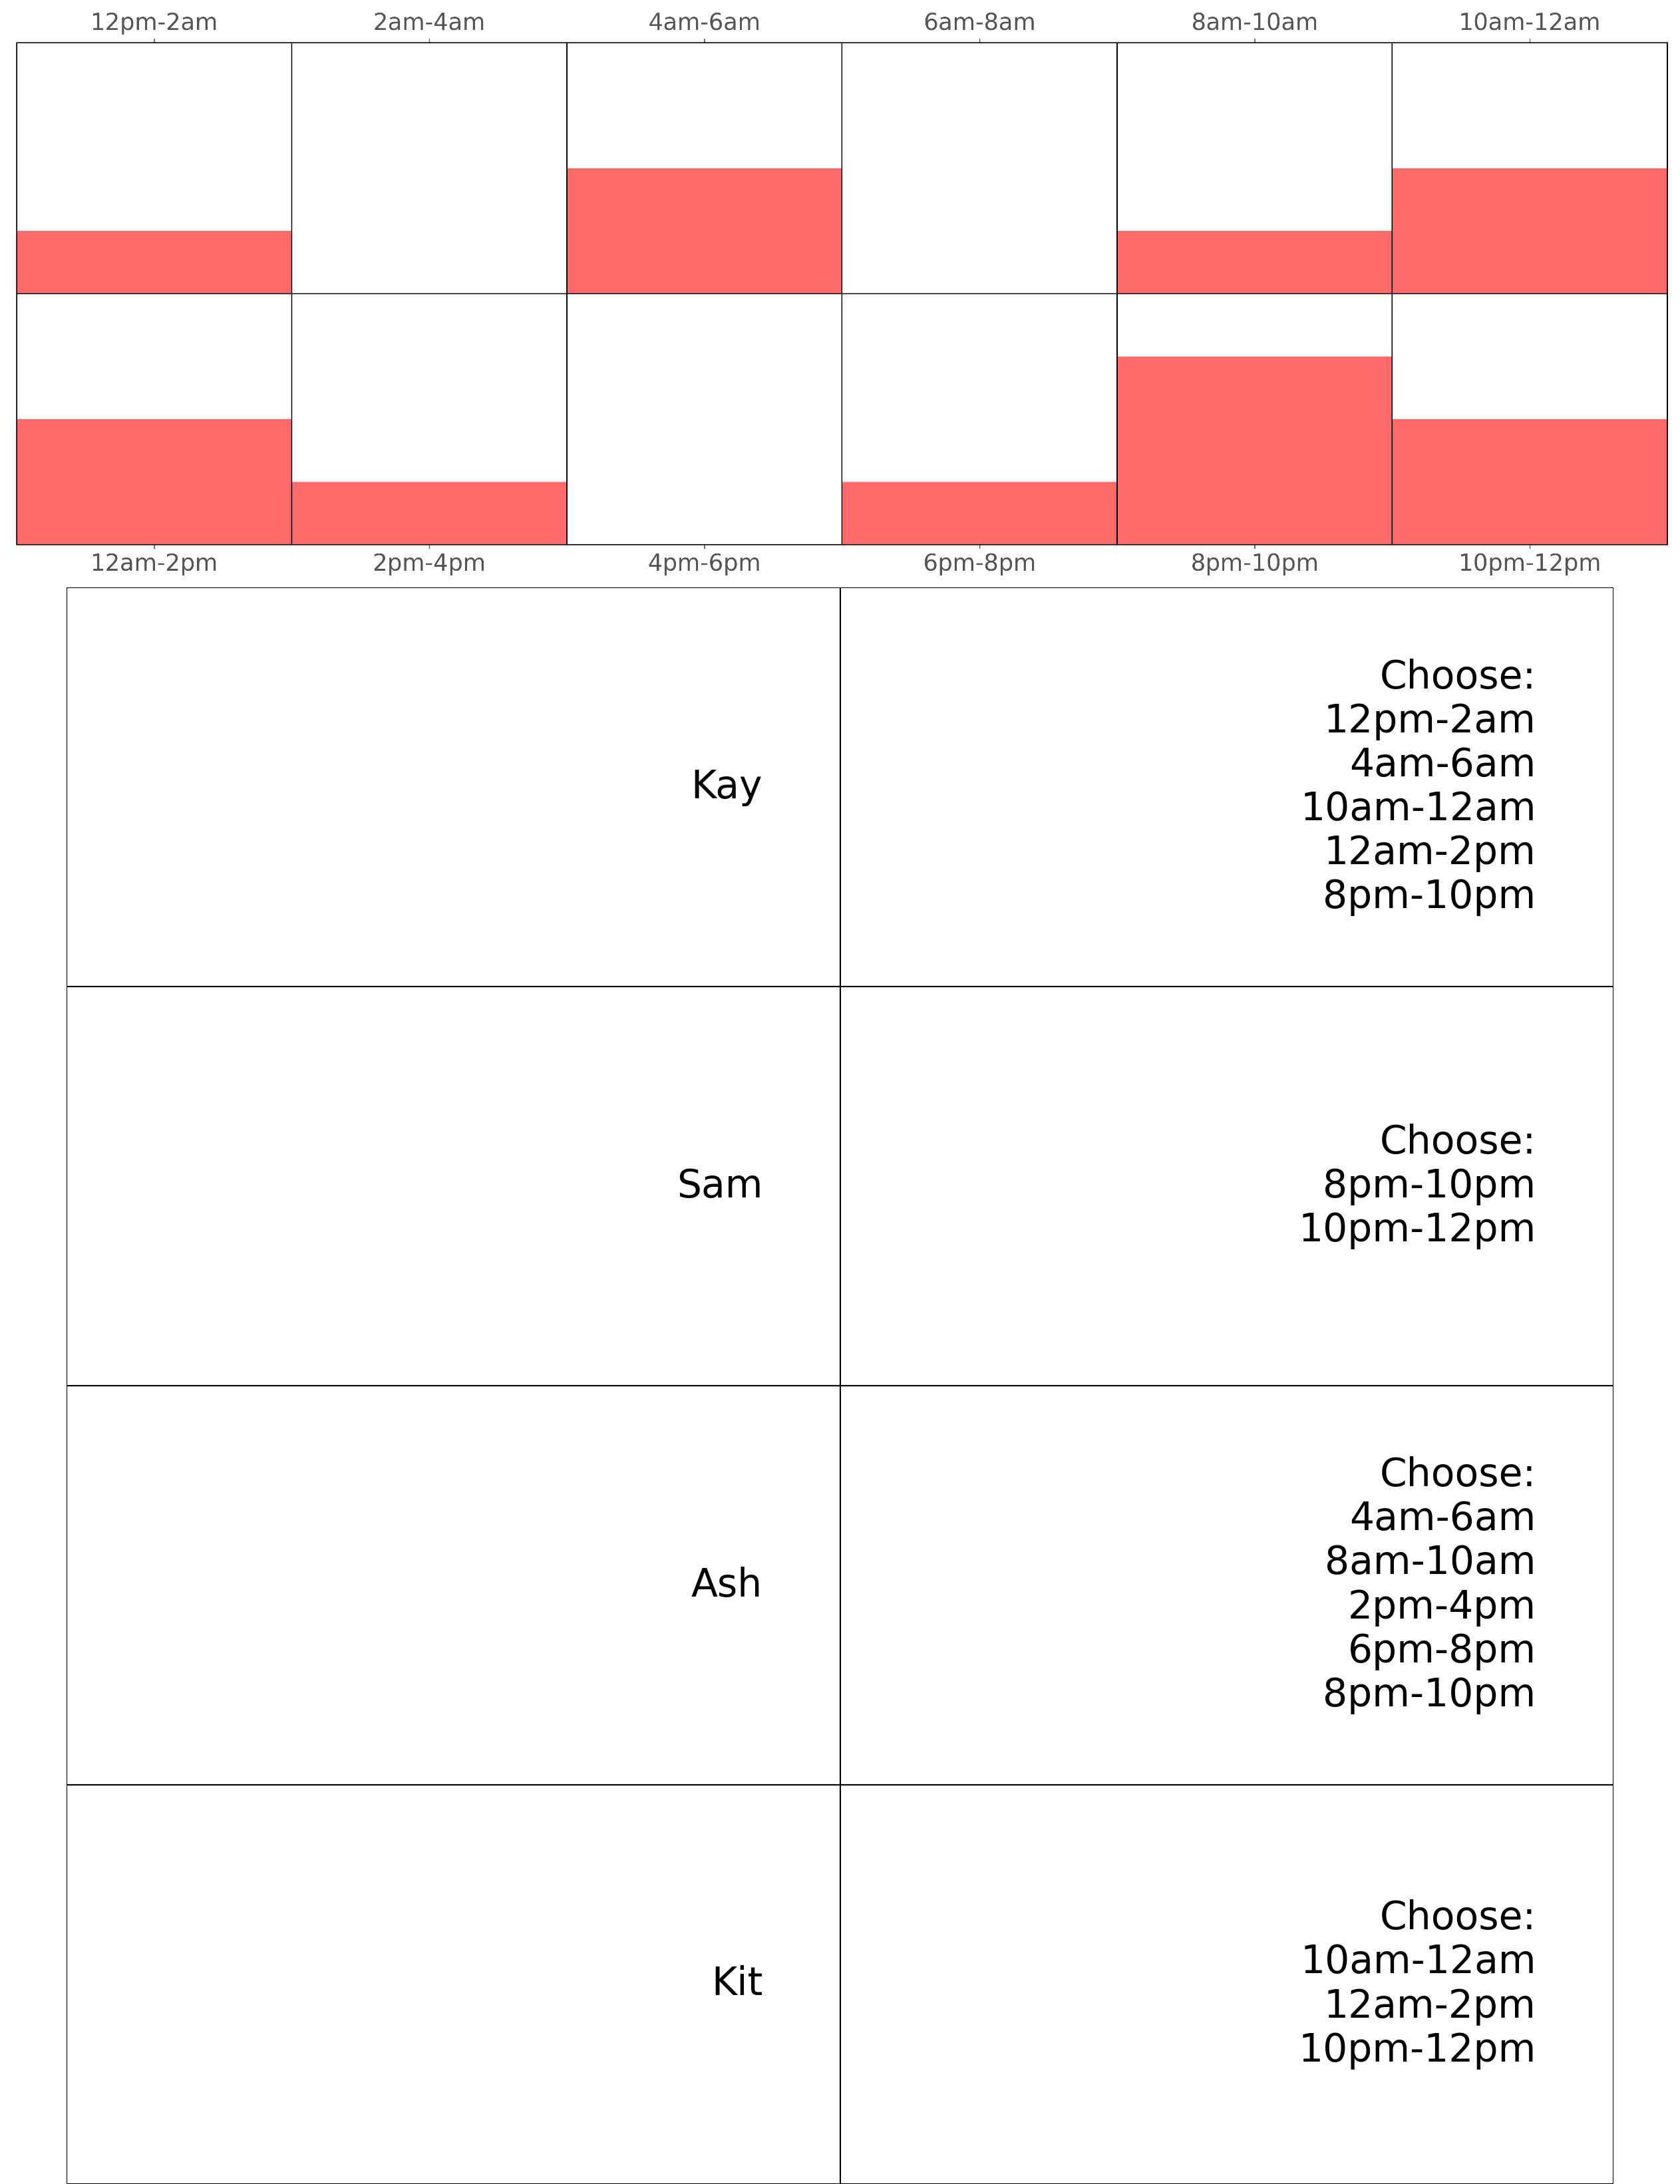 12pm-2am 2am-4am 4am-6am 6am-8am 8am-10am 10am-12am
12am-2pm 2pm-4pm 4pm-6pm 6pm-8pm 8pm-10pm 10pm-12pm
Kay
Choose:
12pm-2am
4am-6am
10am-12am
12am-2pm
8pm-10pm
Sam
Choose:
8pm-10pm
10pm-12pm
Ash
Choose:
4am-6am
8am-10am
2pm-4pm
6pm-8pm
8pm-10pm
Kit
Choose:
10am-12am
12am-2pm
10pm-12pm